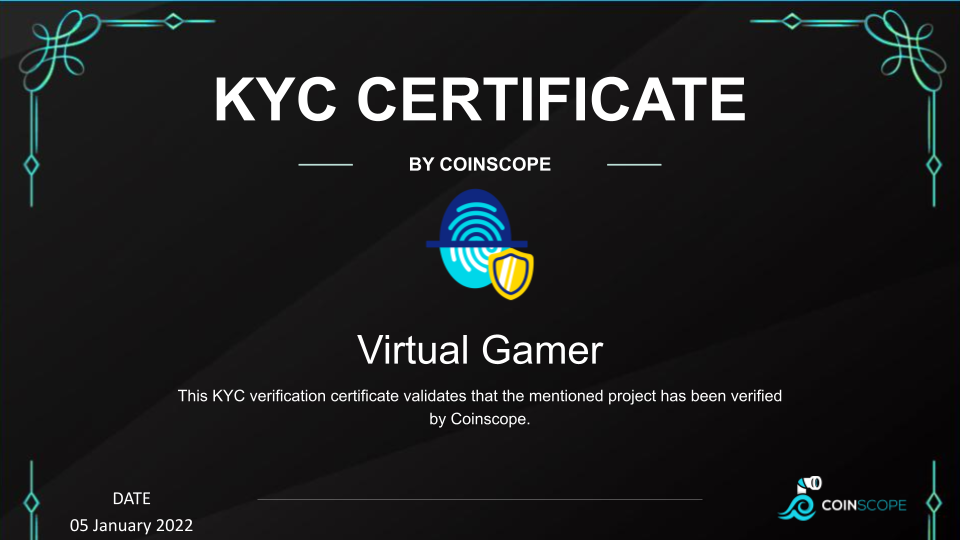 KYC CERTIFICATE
BY COINSCOPE
Virtual Gamer
This KYC verification certificate validates that the mentioned project has been verified
by Coinscope.
DATE
05 January 2022
COINSCOPE